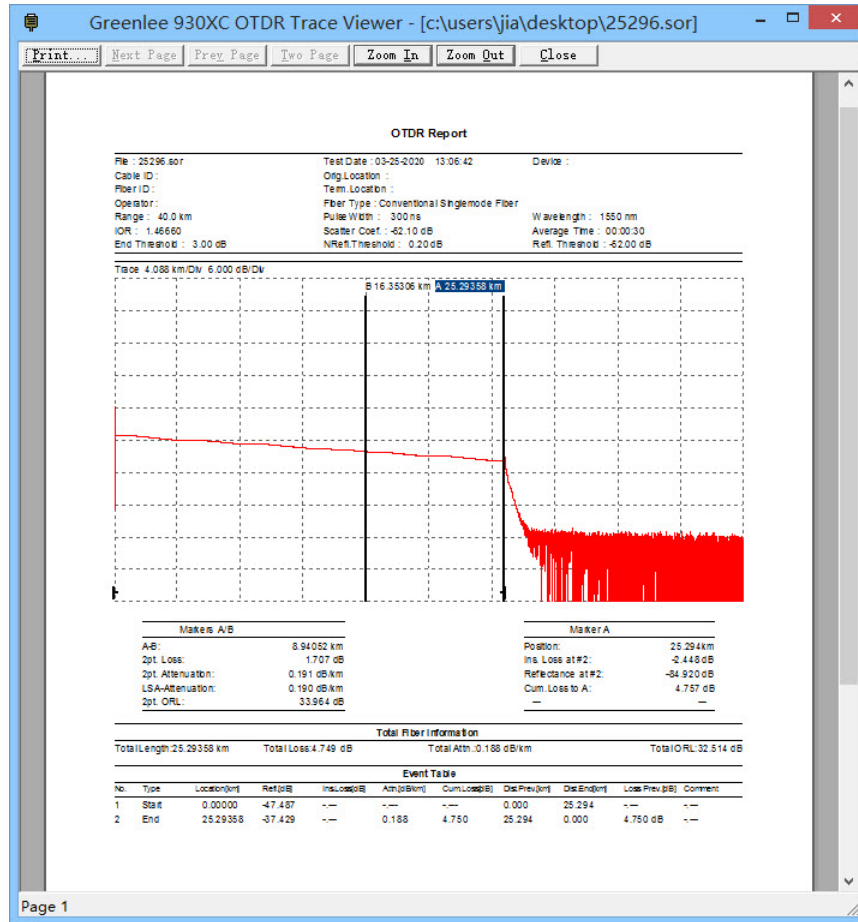 Greenlee 930XC OTDR Trace Viewer - [c:\users\jia\desktop\25296.sor]
Print... Next Page Prev Page Two Page Zoom In Zoom Out Close
OTDR Report
File : 25296.sor Test Date : 03-25-2020 13:06:42 Device :
Cable ID : Orig.Location :
Fiber ID : Term.Location :
Operator : Fiber Type : Conventional Singlemode Fiber
Range : 40.0 km Pulse Width : 300 ns Wavelength : 1550 nm
IOR : 1.46660 Scatter Coef. : -62.10 dB Average Time : 00:00:30
End Threshold : 3.00 dB NRefl.Threshold : 0.20 dB Refl. Threshold : -62.00 dB
Trace 4.088 km/Div 6.000 dB/Div
B 16.35306 km A 25.29358 km
Markers A/B Marker A
A-B: 8.94052 km Position: 25.294km
2pt. Loss: 1.707 dB Ins. Loss at #2: -2.448 dB
2pt. Attenuation: 0.191 dB/km Reflectance at #2: -84.920 dB
LSA-Attenuation: 0.190 dB/km Cum. Loss to A: 4.757 dB
2pt. ORL: 33.964 dB — —
Total Fiber Information
Total Length:25.29358 km Total Loss:4.749 dB Total Attn.:0.188 dB/km Total ORL:32.514 dB
Event Table
No. Type Location[km] Refl.[dB] Ins.Loss[dB] Attn.[dB/km] Cum.Loss[dB] Dist.Prev.[km] Dist.End[km] Loss Prev.[dB] Comment
1 Start 0.00000 -47.487 -.— -.— -.— 0.000 25.294 -.— -.—
2 End 25.29358 -37.429 -.— 0.188 4.750 25.294 0.000 4.750 dB -.—
Page 1